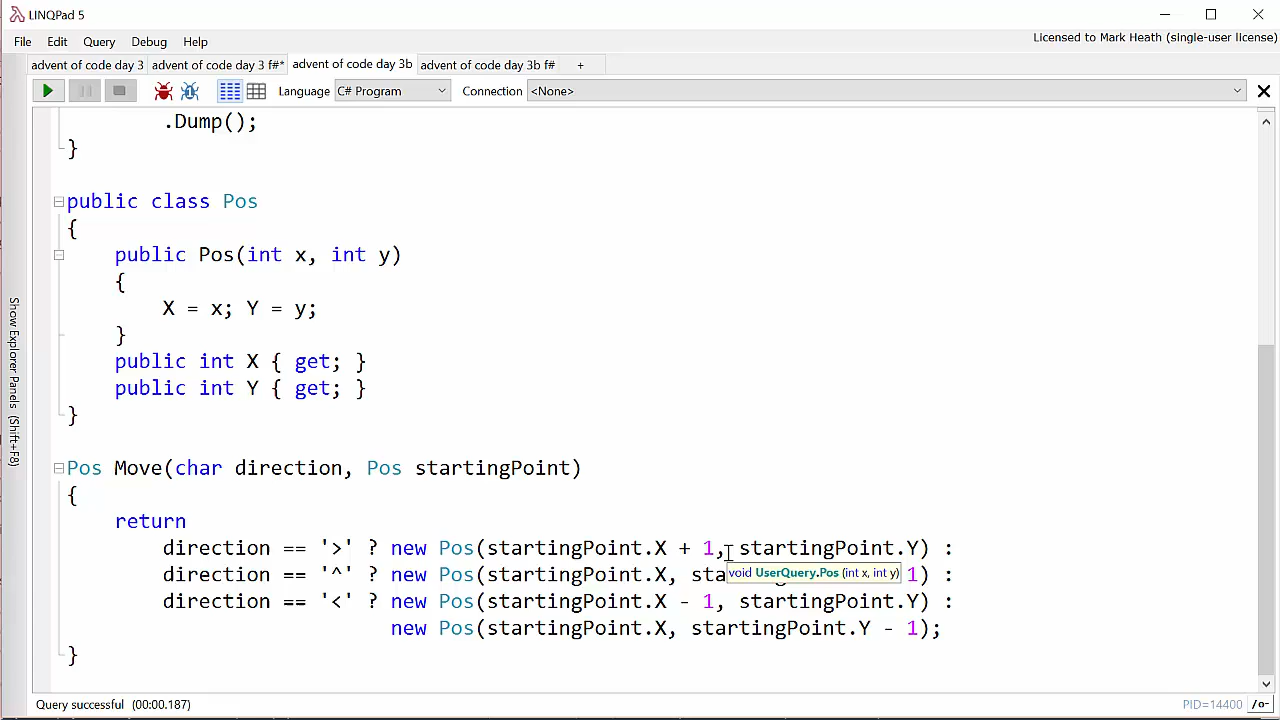 LINQPad 5
File Edit Query Debug Help
Licensed to Mark Heath (single-user license)
advent of code day 3 advent of code day 3 f#* advent of code day 3b advent of code day 3b f# +
Language C# Program Connection <None>
.Dump();
}
public class Pos
{
public Pos(int x, int y)
{
X = x; Y = y;
}
public int X { get; }
public int Y { get; }
}
Pos Move(char direction, Pos startingPoint)
{
return
direction == '>' ? new Pos(startingPoint.X + 1, startingPoint.Y) :
direction == '^' ? new Pos(startingPoint.X, sta 1) :
void UserQuery.Pos (int x, int y)
direction == '<' ? new Pos(startingPoint.X - 1, startingPoint.Y) :
new Pos(startingPoint.X, startingPoint.Y - 1);
}
Show Explorer Panels (Shift+F8)
Query successful (00:00.187)
PID=14400 /o-